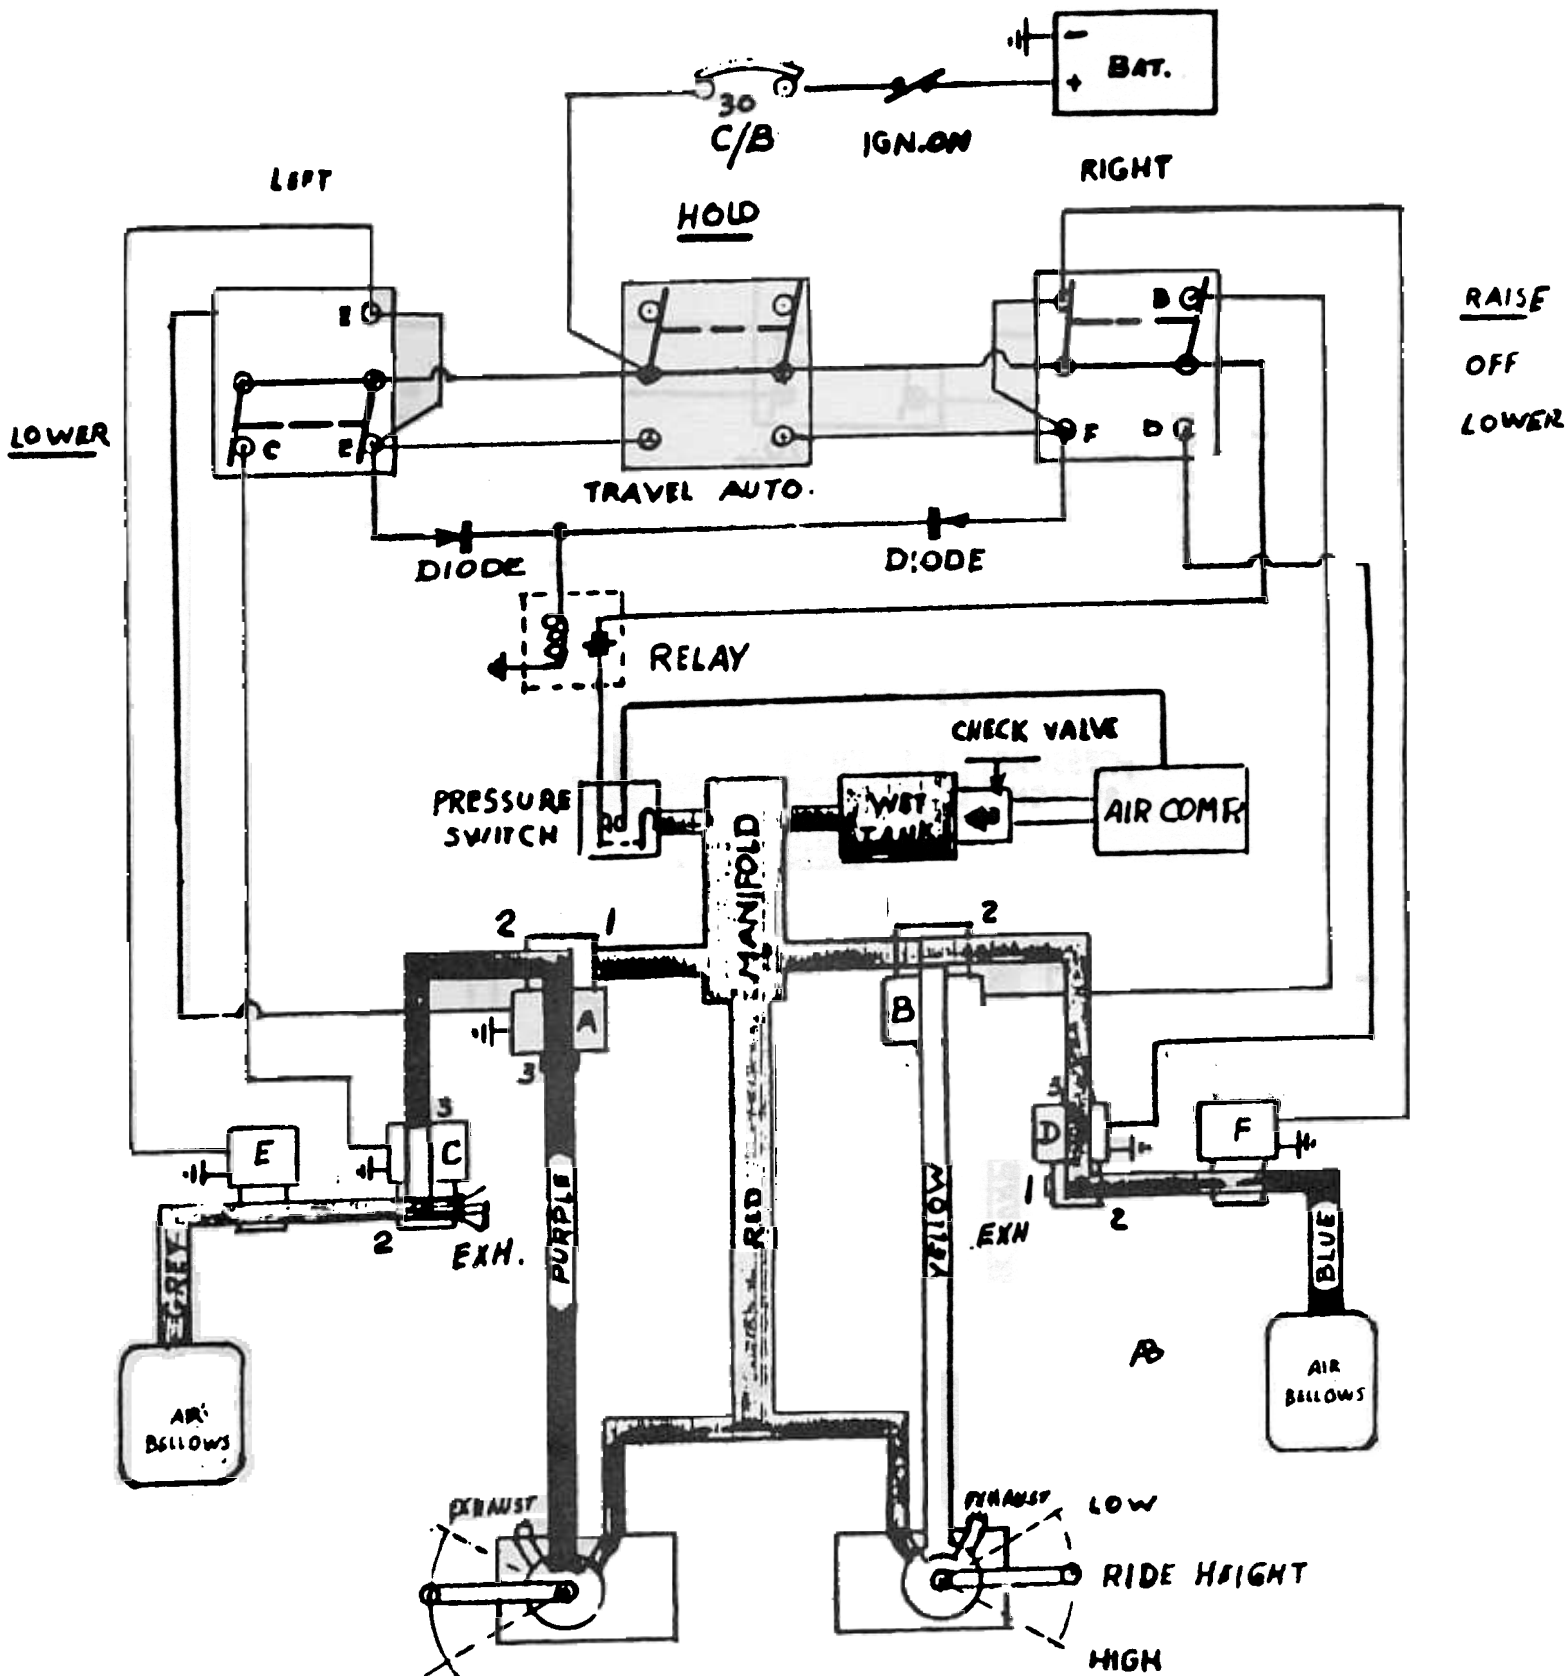 BAT.
-
+
30
C/B
IGN.ON
LEFT
RIGHT
HOLD
RAISE
OFF
LOWER
LOWER
E
C
E
B
F
D
TRAVEL AUTO.
DIODE
DIODE
RELAY
CHECK VALVE
PRESSURE
SWITCH
MANIFOLD
WET
TANK
AIR COMP.
2
1
2
A
B
3
3
3
E
C
D
F
1
2
2
EXH.
EXH
GREY
PURPLE
RED
YELLOW
BLUE
AIR
BELLOWS
AIR
BELLOWS
EXHAUST
EXHAUST
LOW
RIDE HEIGHT
HIGH